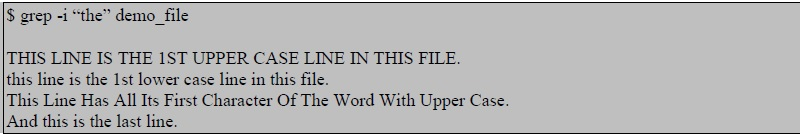 $ grep -i “the” demo_file
THIS LINE IS THE 1ST UPPER CASE LINE IN THIS FILE.
this line is the 1st lower case line in this file.
This Line Has All Its First Character Of The Word With Upper Case.
And this is the last line.